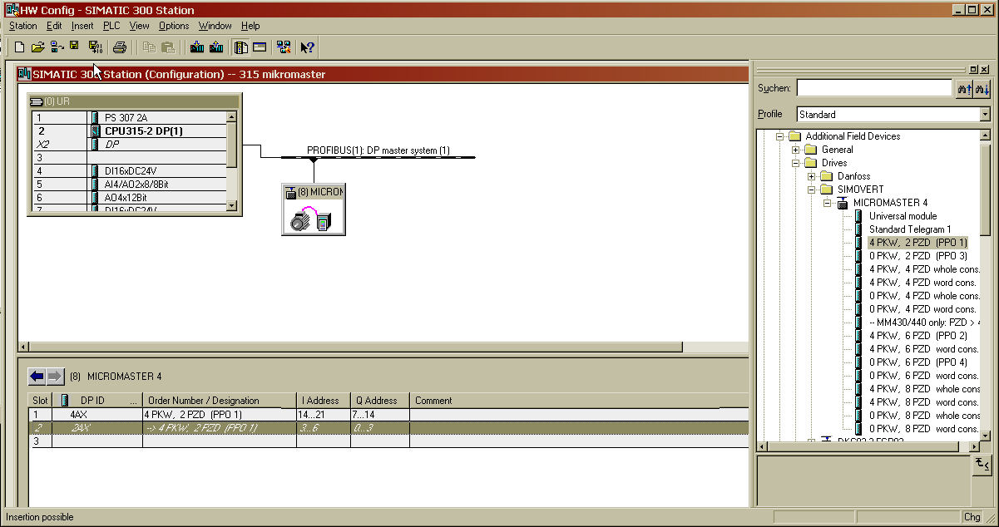 HW Config - SIMATIC 300 Station
Station Edit Insert PLC View Options Window Help
SIMATIC 30 Station (Configuration) -- 315 mikromaster
(0) UR
1 PS 307 2A
2 CPU315-2 DP(1)
X2 DP
3
4 DI16xDC24V
5 AI4/AO2x8/8Bit
6 AO4x12Bit
7 DI16xDC24V
PROFIBUS(1): DP master system (1)
(8) MICROM
(8) MICROMASTER 4
Slot DP ID ... Order Number / Designation I Address Q Address Comment
1 4AX 4 PKW, 2 PZD (PPO 1) 14...21 7...14
2 2AX --> 4 PKW, 2 PZD (PPO 1) 3...6 0...3
3
Suchen:
Profile Standard
Additional Field Devices
General
Drives
Danfoss
SIMOVERT
MICROMASTER 4
Universal module
Standard Telegram 1
4 PKW, 2 PZD (PPO 1)
0 PKW, 2 PZD (PPO 3)
4 PKW, 4 PZD whole cons.
4 PKW, 4 PZD word cons.
0 PKW, 4 PZD whole cons.
0 PKW, 4 PZD word cons.
-- MM430/440 only: PZD > 4
4 PKW, 6 PZD (PPO 2)
4 PKW, 6 PZD word cons.
0 PKW, 6 PZD (PPO 4)
0 PKW, 6 PZD word cons.
4 PKW, 8 PZD whole cons
4 PKW, 8 PZD word cons.
0 PKW, 8 PZD whole cons
0 PKW, 8 PZD word cons.
Insertion possible
Chg